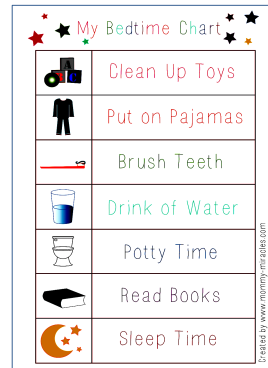 My Bedtime Chart
Clean Up Toys
Put on Pajamas
Brush Teeth
Drink of Water
Potty Time
Read Books
Sleep Time
Created by www.mommy-miracles.com